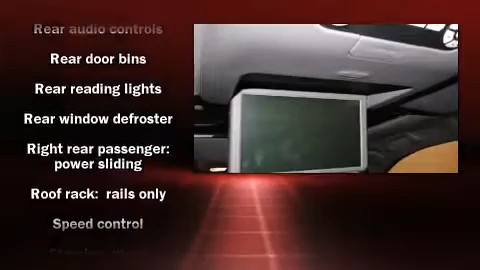 Rear audio controls
Rear door bins
Rear reading lights
Rear window defroster
Right rear passenger:
power sliding
Roof rack:  rails only
Speed control